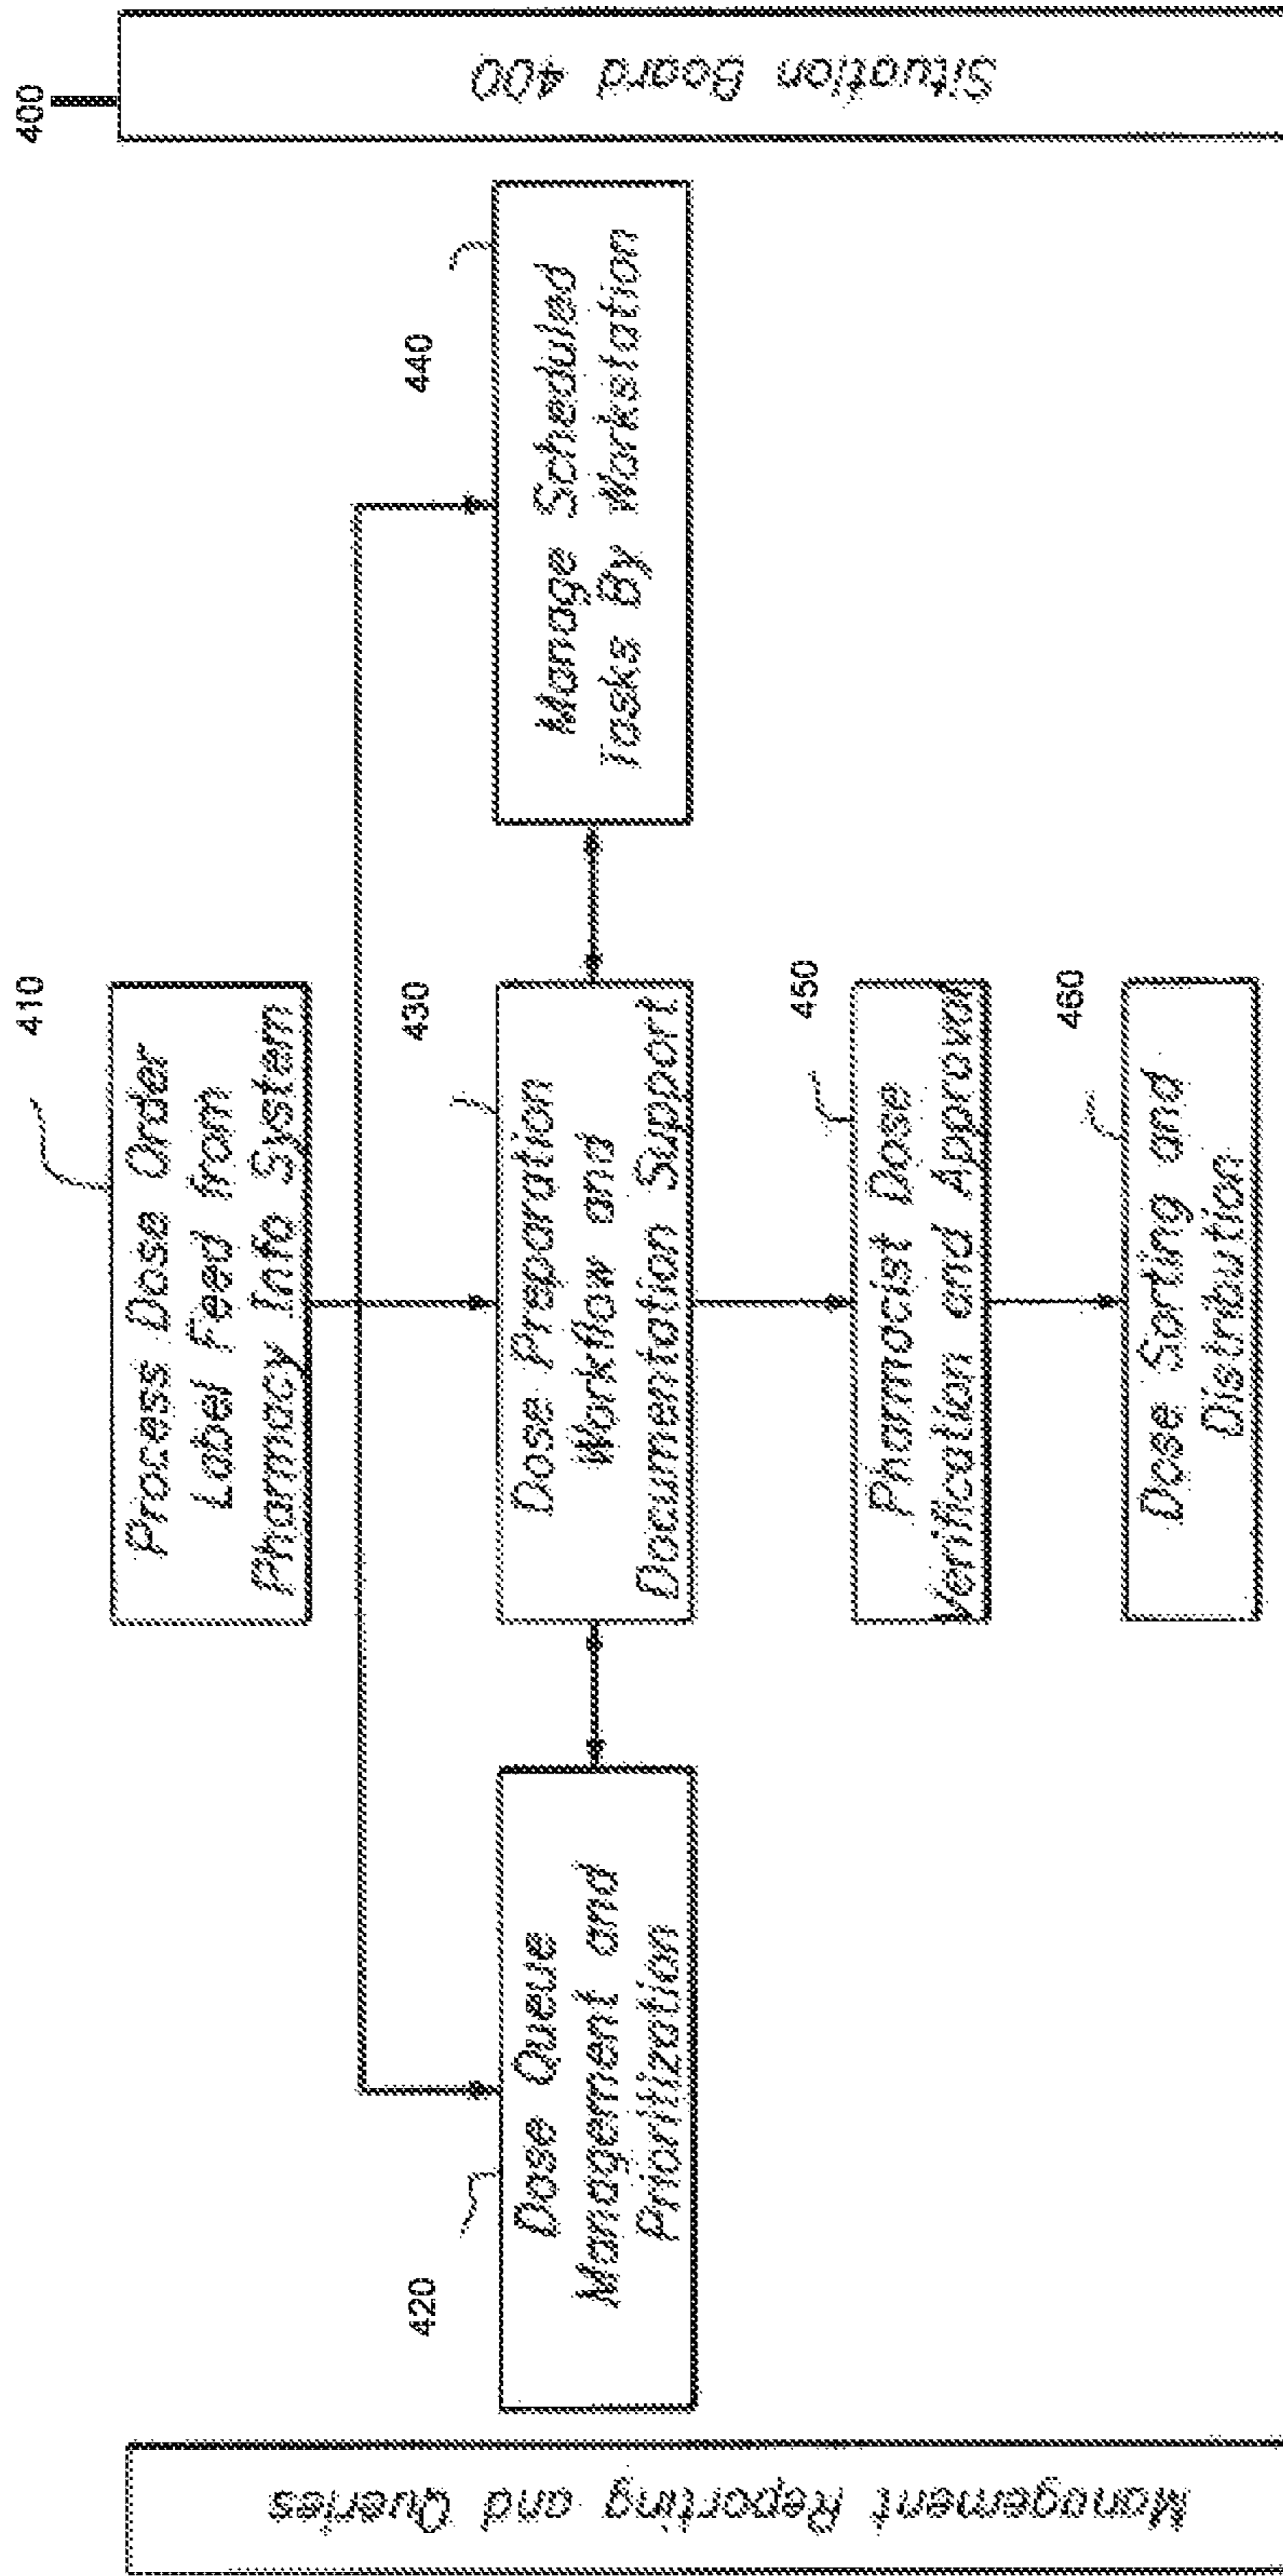 410
Process Dose Order
Label Feed from
Pharmacy Info System
400
Situation Board 400
Management Reporting and Queries
420
Dose Queue
Management and
Prioritization
430
Dose Preparation
Workflow and
Documentation Support
440
Manage Scheduled
Tasks By Workstation
450
Pharmacist Dose
Verification and Approval
460
Dose Sorting and
Distribution